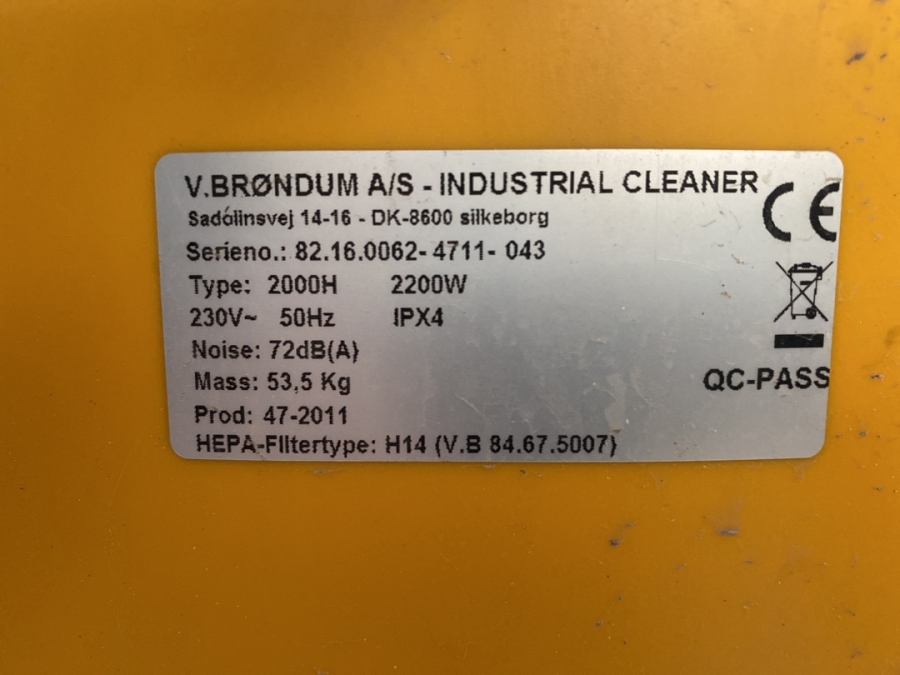 V.BRØNDUM A/S - INDUSTRIAL CLEANER
Sadólinsvej 14-16 - DK-8600 silkeborg
Serieno.: 82.16.0062- 4711- 043
Type: 2000H 2200W
230V~ 50Hz IPX4
Noise: 72dB(A)
Mass: 53,5 Kg
Prod: 47-2011
HEPA-FIltertype: H14 (V.B 84.67.5007)
CE
QC-PASS